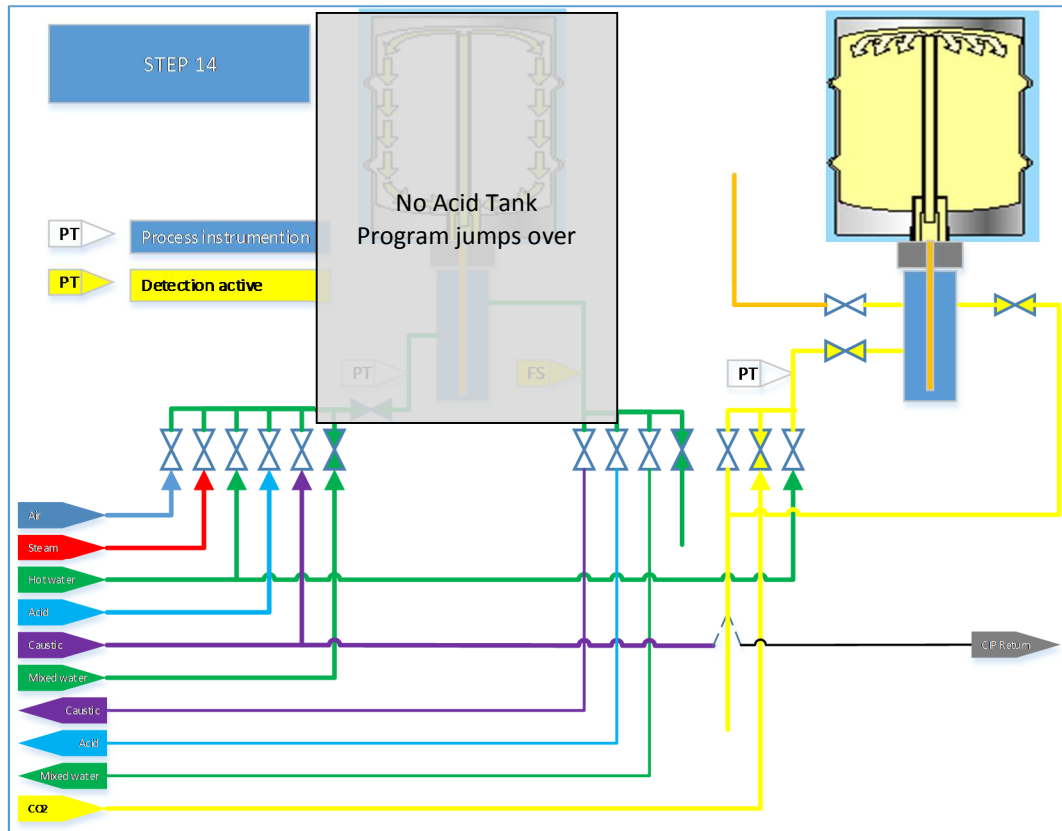 STEP 14
No Acid Tank
Program jumps over
PT
Process instrumention
PT
Detection active
PT
FS
PT
Air
Steam
Hot water
Acid
Caustic
CIP Return
Mixed water
Caustic
Acid
Mixed water
CO2